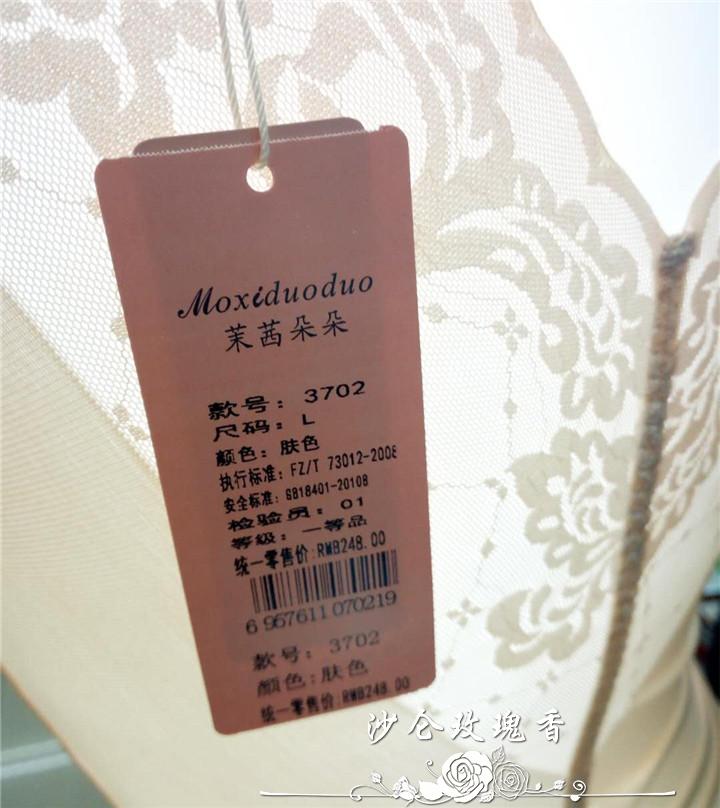 Moxiduoduo
茉茜朵朵
款号: 3702
尺码: L
颜色: 肤色
执行标准: FZ/T 73012-2008
安全标准: GB18401-2010B
检验员: 01
等级: 一等品
统一零售价:RMB248.00
6 957611 070219
款号: 3702
颜色:肤色
统一零售价:RMB248.00
沙仑玫瑰香